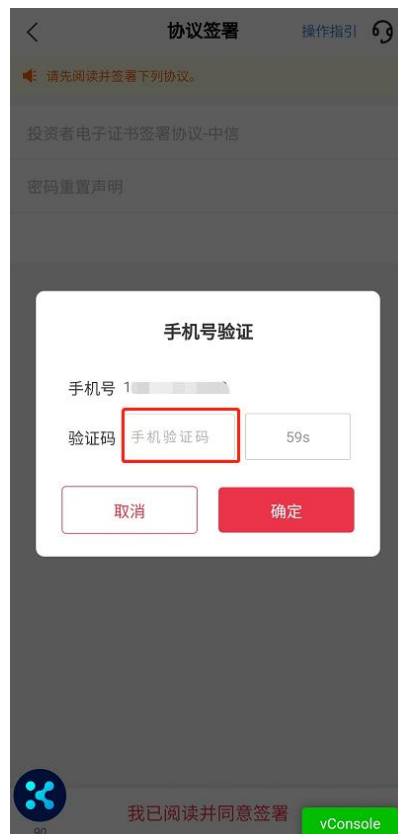 协议签署 操作指引
请先阅读并签署下列协议。
投资者电子证书签署协议-中信
密码重置声明
手机号验证
手机号 1
验证码 手机验证码 59s
取消 确定
我已阅读并同意签署
vConsole